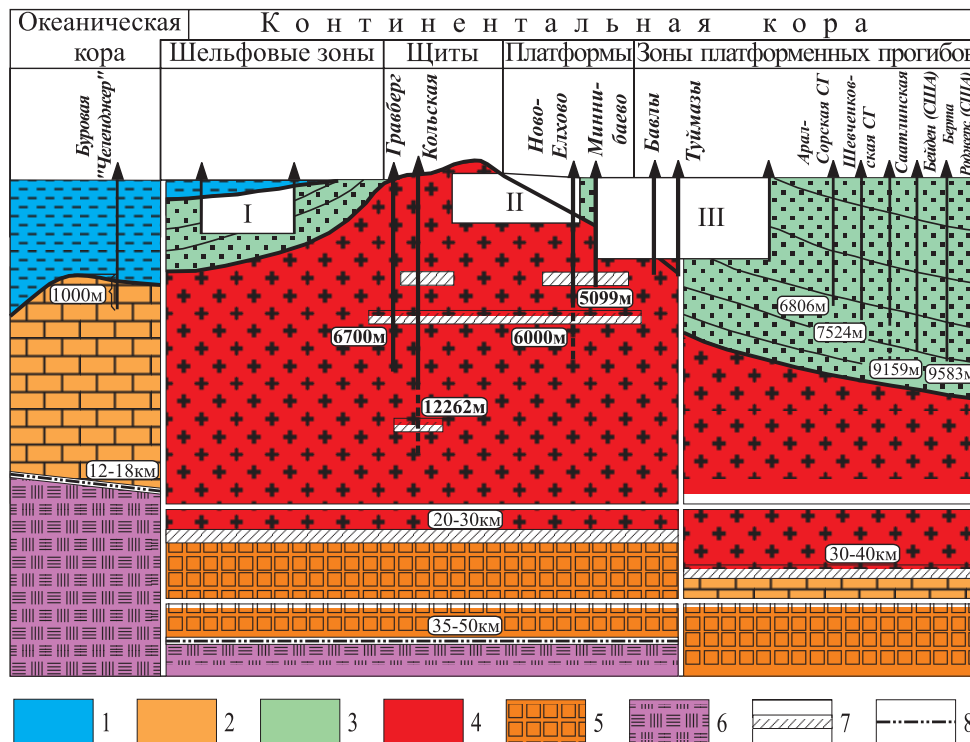 Океаническая
кора
Континентальная кора
Шельфовые зоны
Щиты
Платформы
Зоны платформенных прогибов
Буровая
"Челенджер"
Гравберг
Кольская
Ново-
Елхово
Минни-
баево
Бавлы
Туймазы
Арал-
Сорская СГ
Шевченков-
ская СГ
Саатлинская
Бейден (США)
Берта
Роджерс (США)
I
II
III
1000м
5099м
6700м
6000м
6806м
7524м
9159м
9583м
12262м
12-18км
20-30км
30-40км
35-50км
1
2
3
4
5
6
7
8